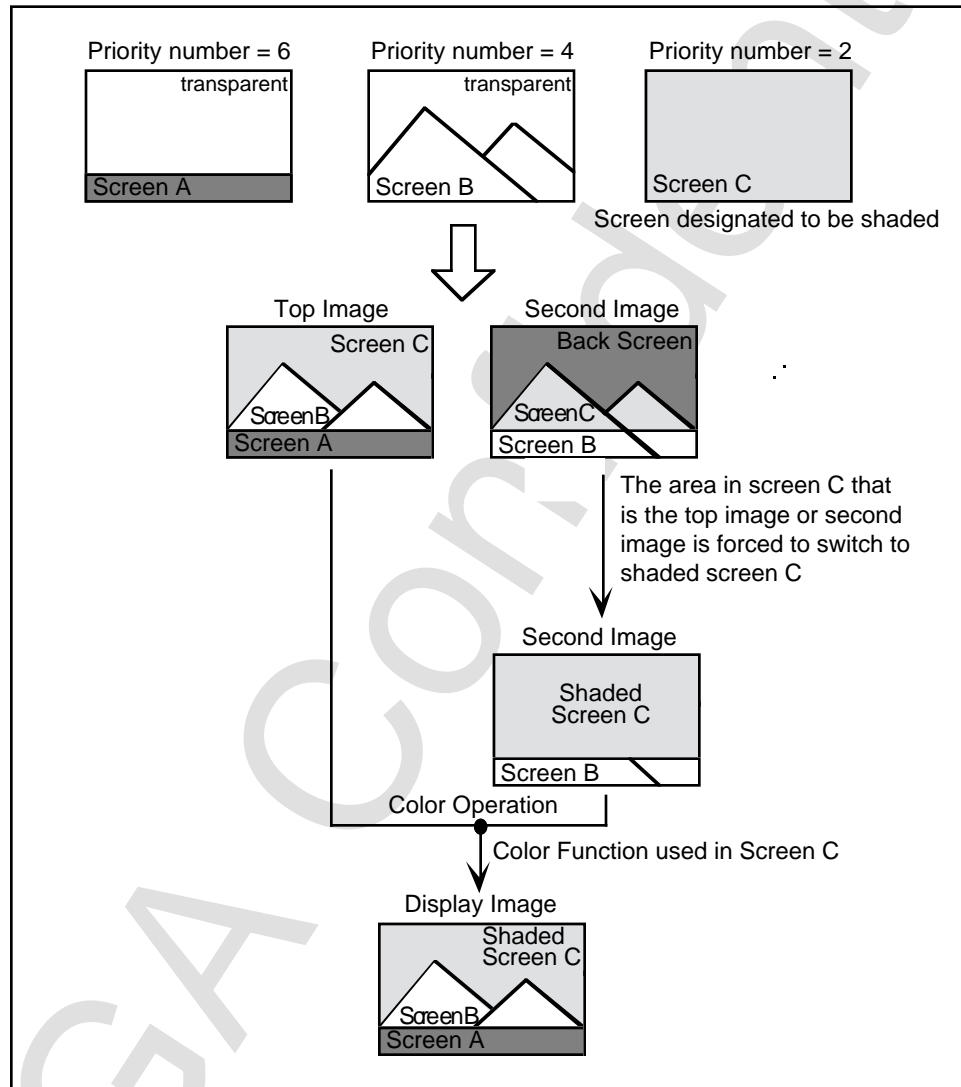 Priority number = 6
Priority number = 4
Priority number = 2
transparent
transparent
Screen A
Screen B
Screen C
Screen designated to be shaded
Top Image
Second Image
Screen C
Back Screen
ScreenB
ScreenC
Screen A
Screen B
The area in screen C that
is the top image or second
image is forced to switch to
shaded screen C
Second Image
Shaded
Screen C
Screen B
Color Operation
Color Function used in Screen C
Display Image
Shaded
Screen C
ScreenB
Screen A
GA Confident